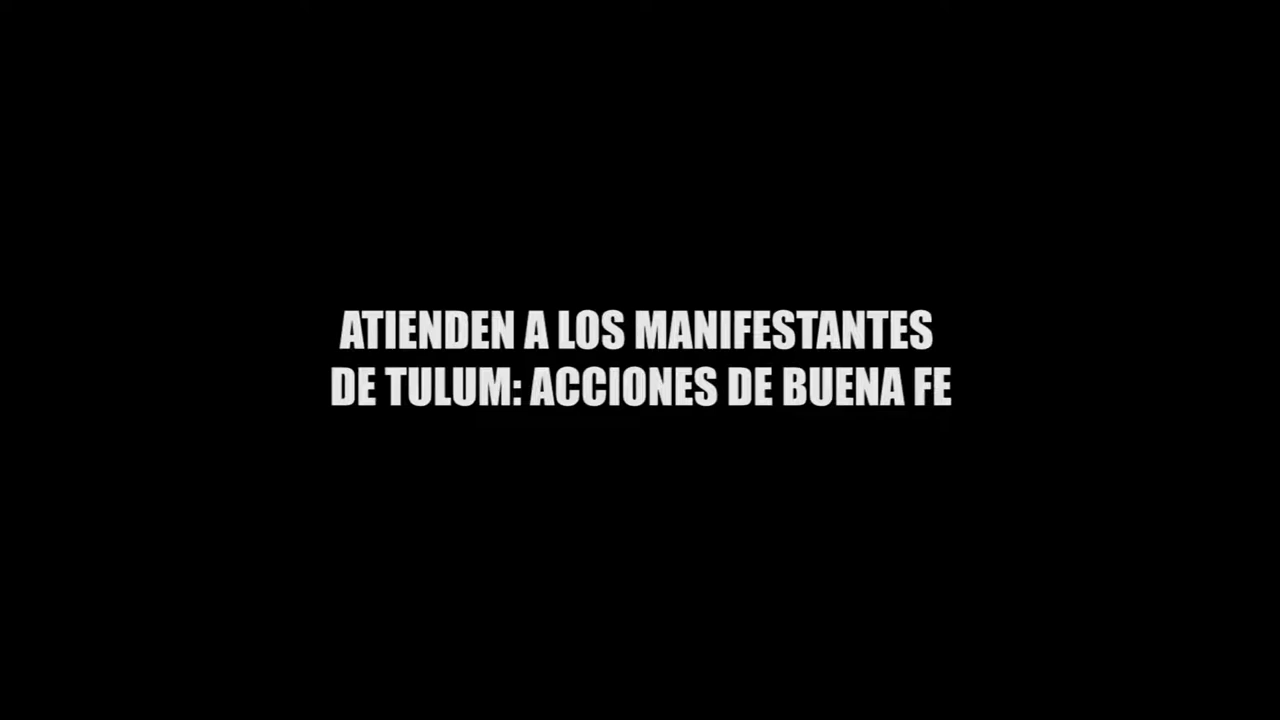 ATIENDEN A LOS MANIFESTANTES
DE TULUM: ACCIONES DE BUENA FE